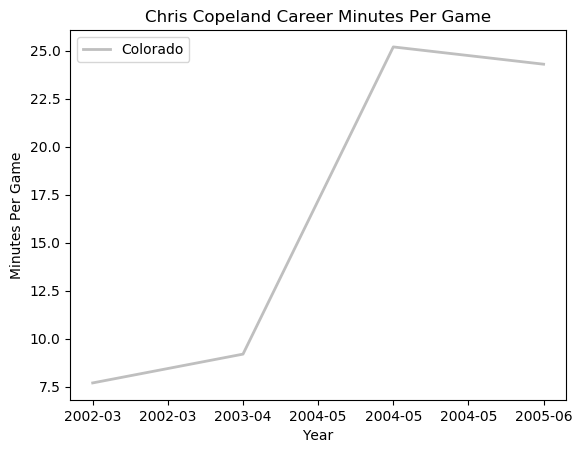 Chris Copeland Career Minutes Per Game
Colorado
25.0
22.5
20.0
17.5
15.0
12.5
10.0
7.5
Minutes Per Game
2002-03 2002-03 2003-04 2004-05 2004-05 2004-05 2005-06
Year